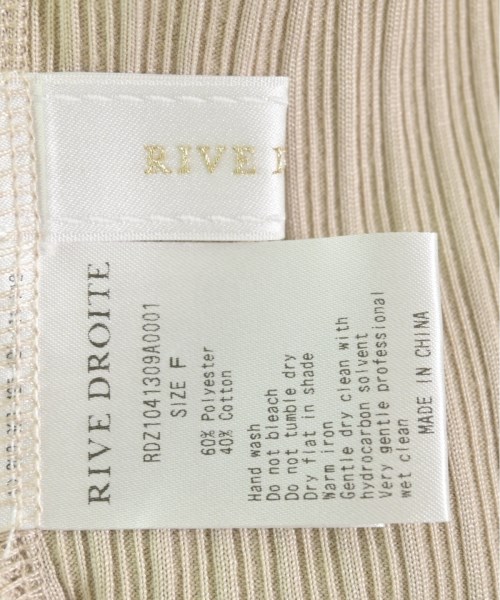 RIVE
RIVE DROITE
RDZ1041309A0001
SIZE F
60% Polyester
40% Cotton
Hand wash
Do not bleach
Do not tumble dry
Dry flat in shade
Warm iron
Gentle dry clean with
hydrocarbon solvent
Very gentle professional
wet clean
MADE IN CHINA